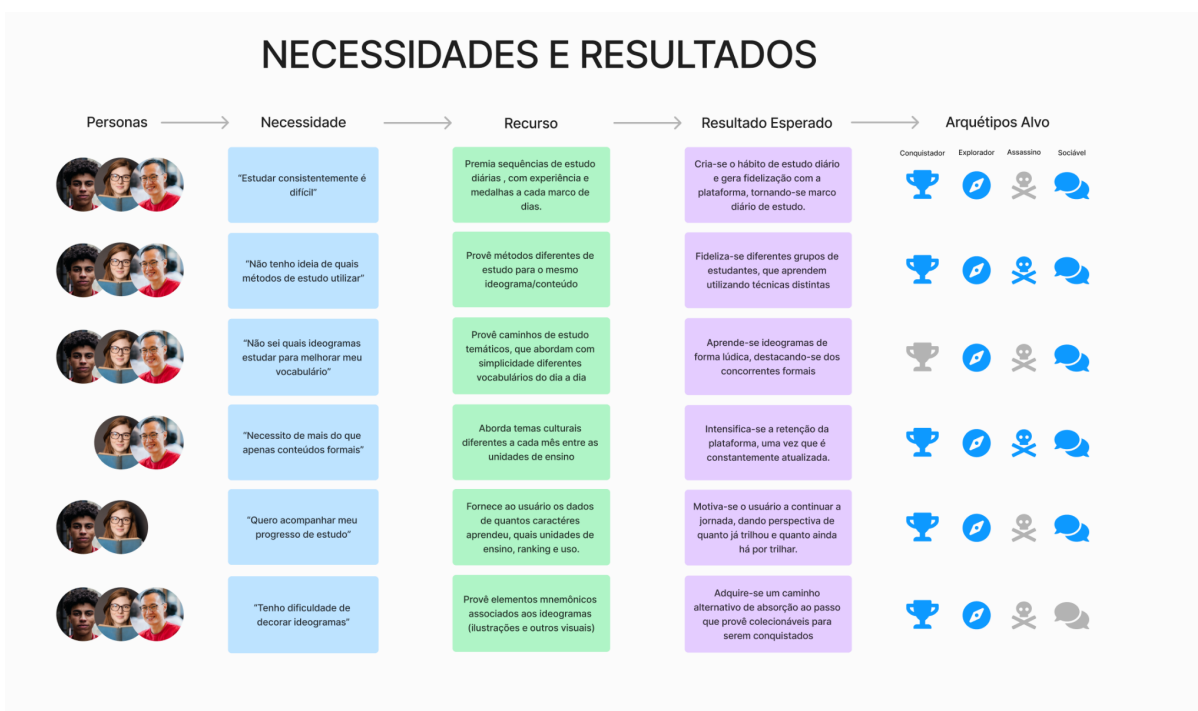 NECESSIDADES E RESULTADOS
Personas
Necessidade
Recurso
Resultado Esperado
Arquétipos Alvo
Conquistador
Explorador
Assassino
Sociável
"Estudar consistentemente é
difícil"
Premia sequências de estudo
diárias , com experiência e
medalhas a cada marco de
dias.
Cria-se o hábito de estudo diário
e gera fidelização com a
plataforma, tornando-se marco
diário de estudo.
"Não tenho ideia de quais
métodos de estudo utilizar"
Provê métodos diferentes de
estudo para o mesmo
ideograma/conteúdo
Fideliza-se diferentes grupos de
estudantes, que aprendem
utilizando técnicas distintas
"Não sei quais ideogramas
estudar para melhorar meu
vocabulário"
Provê caminhos de estudo
temáticos, que abordam com
simplicidade diferentes
vocabulários do dia a dia
Aprende-se ideogramas de
forma lúdica, destacando-se dos
concorrentes formais
"Necessito de mais do que
apenas conteúdos formais"
Aborda temas culturais
diferentes a cada mês entre as
unidades de ensino
Intensifica-se a retenção da
plataforma, uma vez que é
constantemente atualizada.
"Quero acompanhar meu
progresso de estudo"
Fornece ao usuário os dados
de quantos caractéres
aprendeu, quais unidades de
ensino, ranking e uso.
Motiva-se o usuário a continuar a
jornada, dando perspectiva de
quanto já trilhou e quanto ainda
há por trilhar.
"Tenho dificuldade de
decorar ideogramas"
Provê elementos mnemônicos
associados aos ideogramas
(ilustrações e outros visuais)
Adquire-se um caminho
alternativo de absorção ao passo
que provê colecionáveis para
serem conquistados